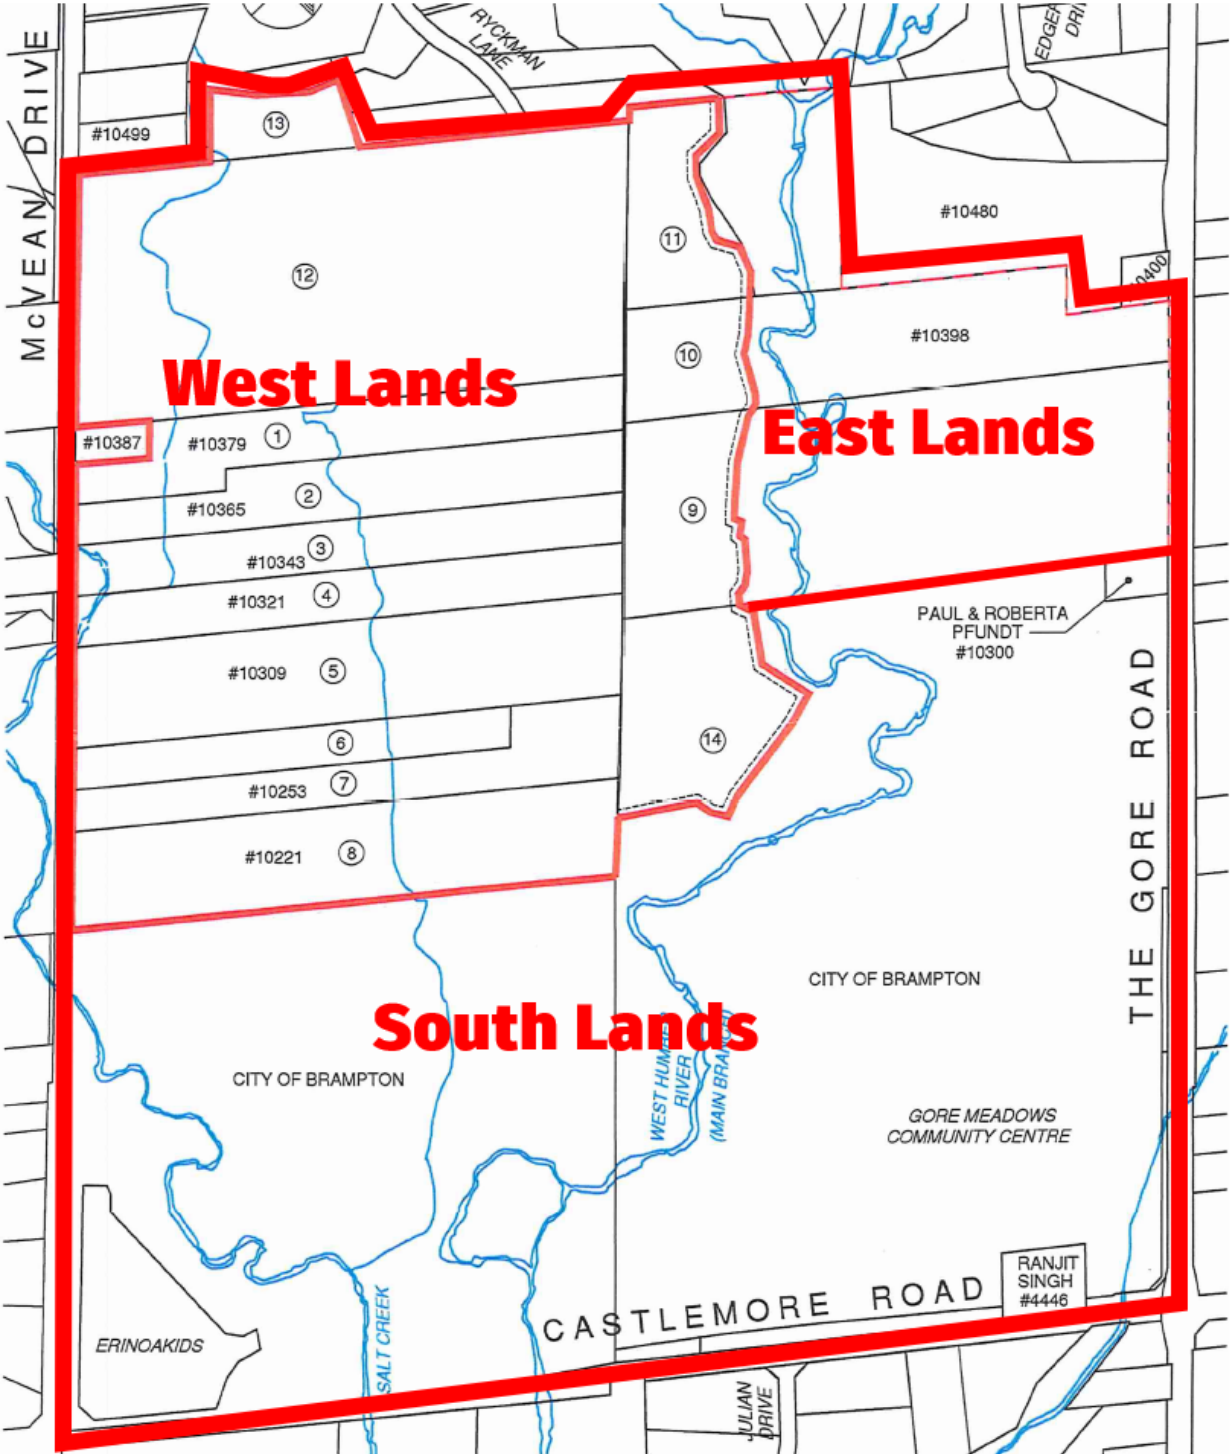 McVEAN DRIVE
RYCKMAN
LANE
#10499
13
#10480
11
12
10
#10398
West Lands
East Lands
#10387
#10379
1
#10365
2
9
#10343
3
#10321
4
PAUL & ROBERTA
PFUNDT
#10300
#10309
5
6
14
#10253
7
#10221
8
THE GORE ROAD
CITY OF BRAMPTON
South Lands
CITY OF BRAMPTON
WEST HUMBER
RIVER
(MAIN BRANCH)
GORE MEADOWS
COMMUNITY CENTRE
RANJIT
SINGH
#4446
CASTLEMORE ROAD
SALT CREEK
ERINOAKIDS
JULIAN
DRIVE